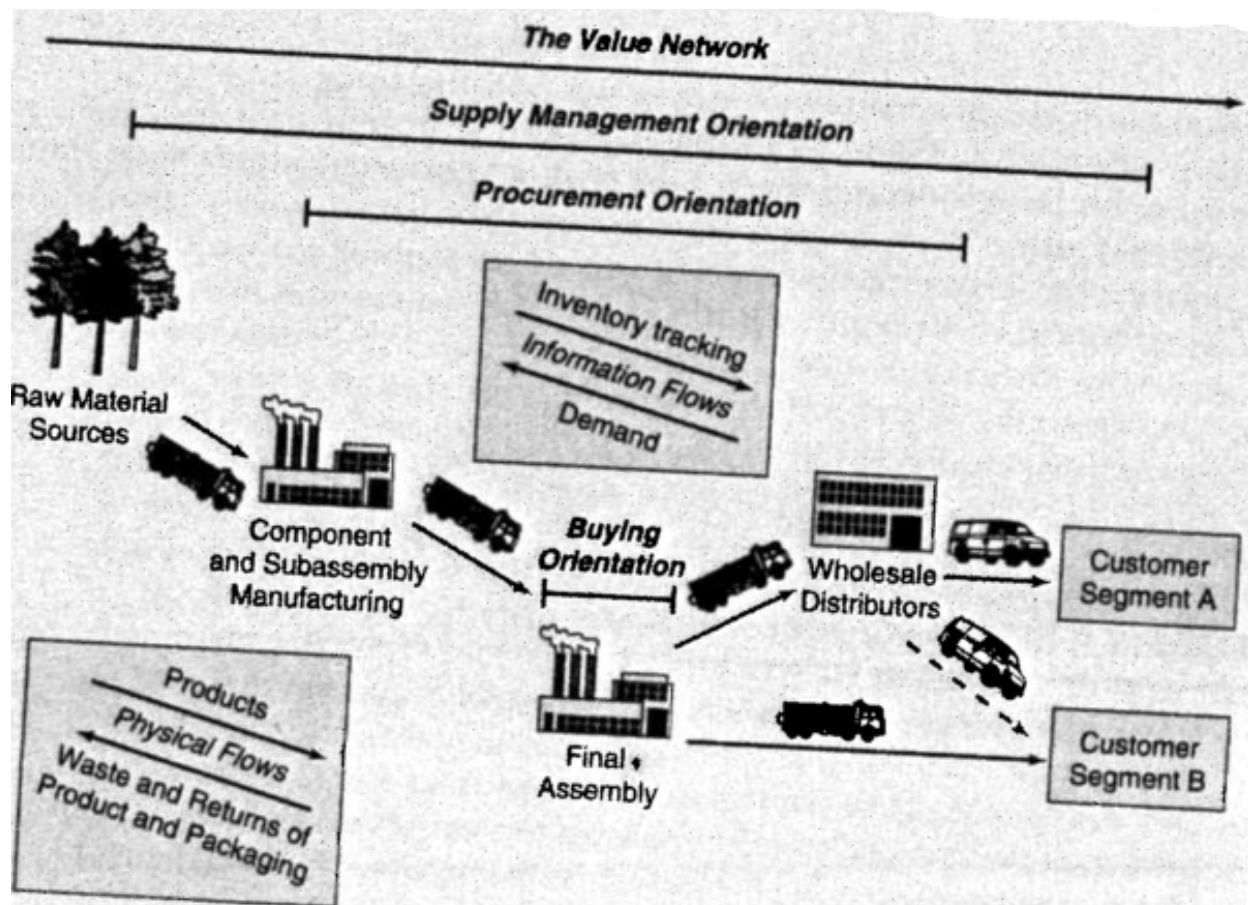 The Value Network
Supply Management Orientation
Procurement Orientation
Inventory tracking
Information Flows
Demand
Raw Material
Sources
Component
and Subassembly
Manufacturing
Buying
Orientation
Wholesale
Distributors
Customer
Segment A
Products
Physical Flows
Waste and Returns of
Product and Packaging
Final
Assembly
Customer
Segment B